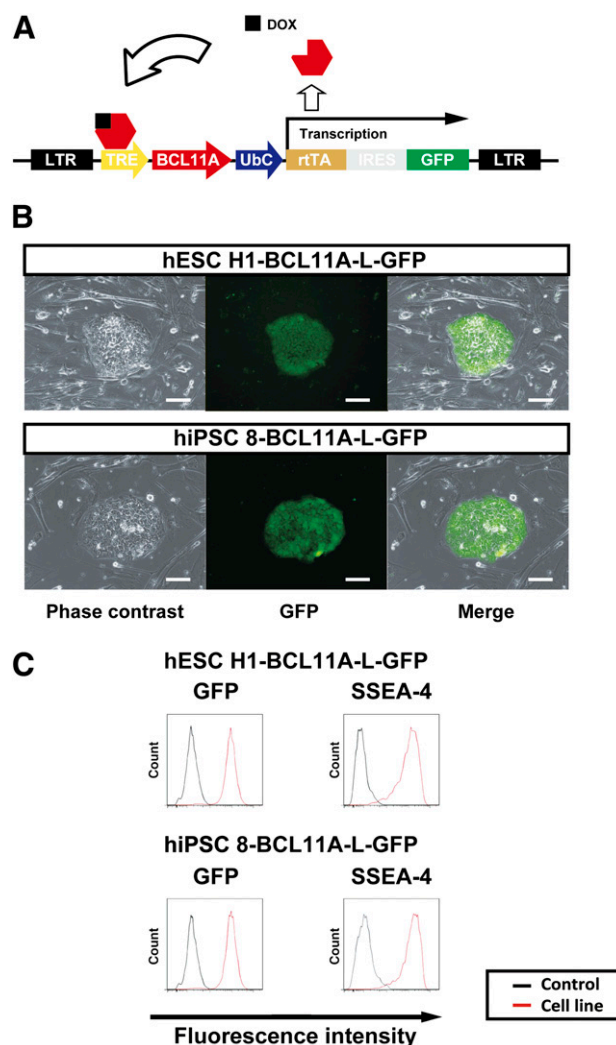 A
DOX
Transcription
LTR TRE BCL11A UbC rtTA IRES GFP LTR
B
hESC H1-BCL11A-L-GFP
hiPSC 8-BCL11A-L-GFP
Phase contrast GFP Merge
C
hESC H1-BCL11A-L-GFP
GFP SSEA-4
Count Count
hiPSC 8-BCL11A-L-GFP
GFP SSEA-4
Count Count
Control
Cell line
Fluorescence intensity